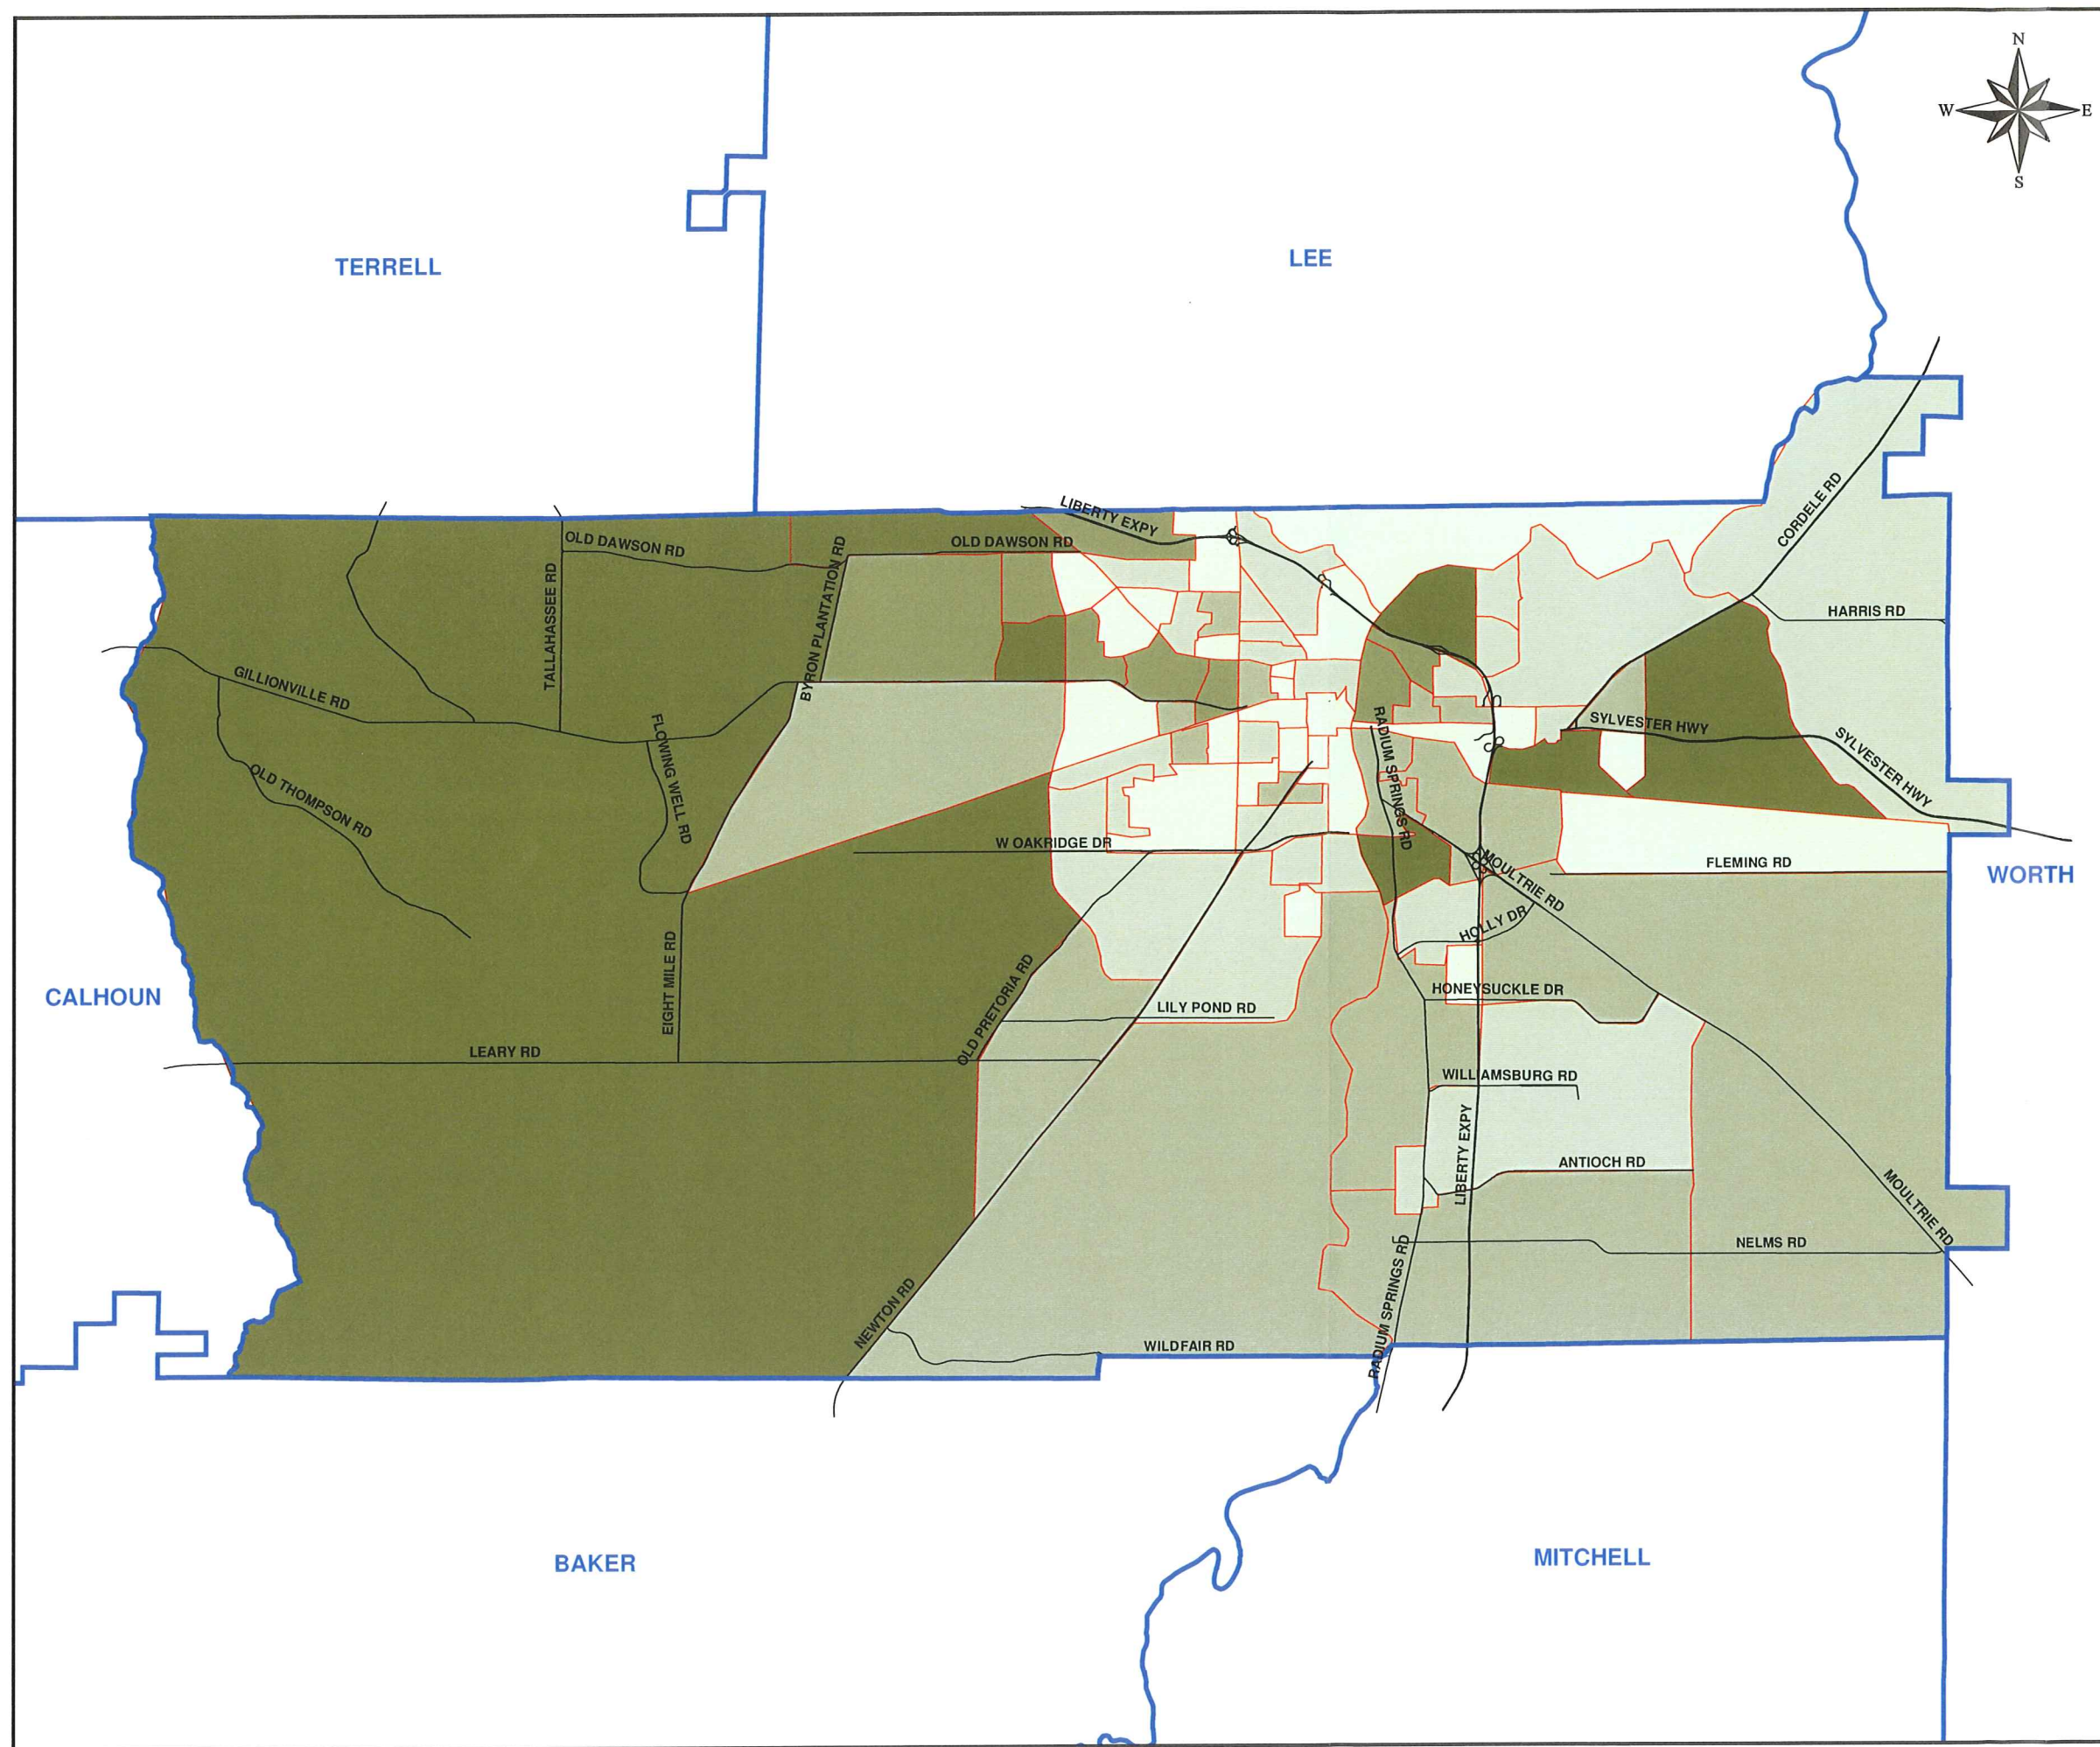 N
W E
S
TERRELL
LEE
LIBERTY EXPY
CORDELE RD
OLD DAWSON RD
OLD DAWSON RD
BYRON PLANTATION RD
TALLAHASSEE RD
HARRIS RD
GILLIONVILLE RD
FLOWING WELL RD
RADIUM SPRINGS RD
SYLVESTER HWY
SYLVESTER HWY
OLD THOMPSON RD
W OAKRIDGE DR
MOULTRIE RD
FLEMING RD
WORTH
HOLLY DR
EIGHT MILE RD
OLD PRETORIA RD
CALHOUN
HONEYSUCKLE DR
LILY POND RD
LEARY RD
WILLIAMSBURG RD
LIBERTY EXPY
ANTIOCH RD
MOULTRIE RD
NELMS RD
NEWTON RD
RADIUM SPRINGS RD
WILDFAIR RD
BAKER
MITCHELL